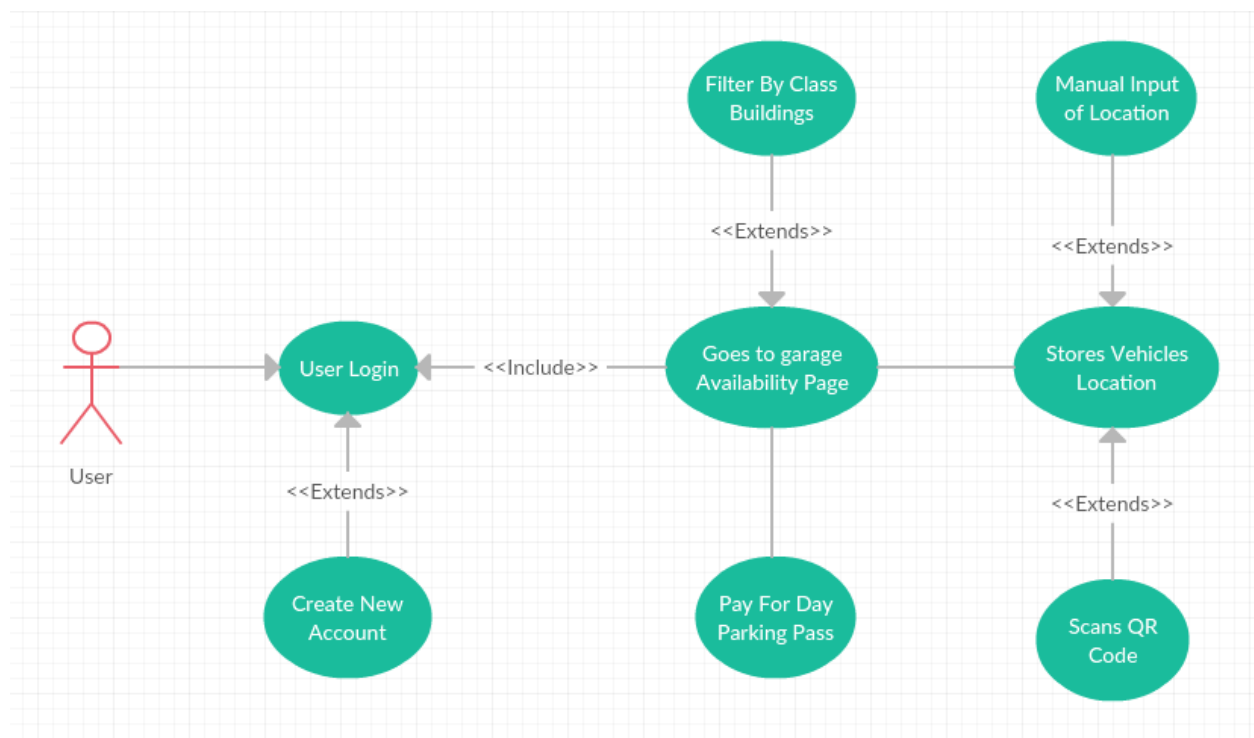 Filter By Class
Buildings
Manual Input
of Location
<<Extends>>
<<Extends>>
User Login
<<Include>>
Goes to garage
Availability Page
Stores Vehicles
Location
User
<<Extends>>
<<Extends>>
Create New
Account
Pay For Day
Parking Pass
Scans QR
Code